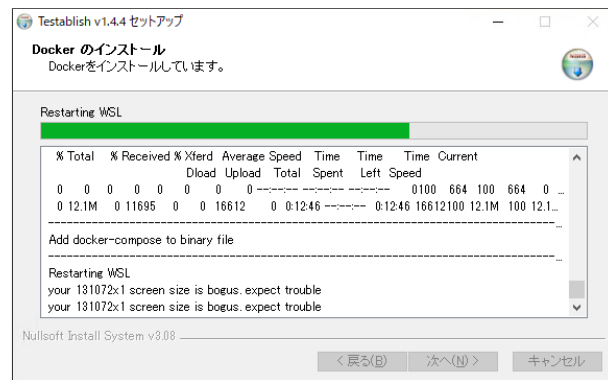 Testablish v1.4.4 セットアップ
Docker のインストール
Dockerをインストールしています。
Restarting WSL
% Total % Received % Xferd Average Speed Time Time Time Current
Dload Upload Total Spent Left Speed
0 0 0 0 0 0 0 0 --:--:-- --:--:-- --:--:-- 0100 664 100 664 0 ...
0 12.1M 0 11695 0 0 16612 0 0:12:46 --:--:-- 0:12:46 16612100 12.1M 100 12.1...
Add docker-compose to binary file
Restarting WSL
your 131072x1 screen size is bogus. expect trouble
your 131072x1 screen size is bogus. expect trouble
Nullsoft Install System v3.08
< 戻る(B) 次へ(N) > キャンセル